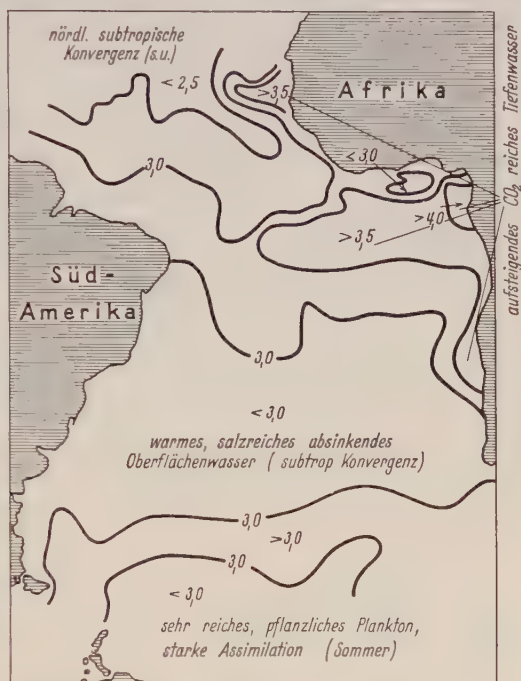 nördl. subtropische
Konvergenz (s.u.)
< 2,5
>3,5
Afrika
3,0
< 3,0
>4,0
>3,5
Süd-
Amerika
3,0
< 3,0
warmes, salzreiches absinkendes
Oberflächenwasser ( subtrop Konvergenz)
3,0
>3,0
3,0
< 3,0
sehr reiches, pflanzliches Plankton,
starke Assimilation ( Sommer)
aufsteigendes CO₂ reiches Tiefenwasser